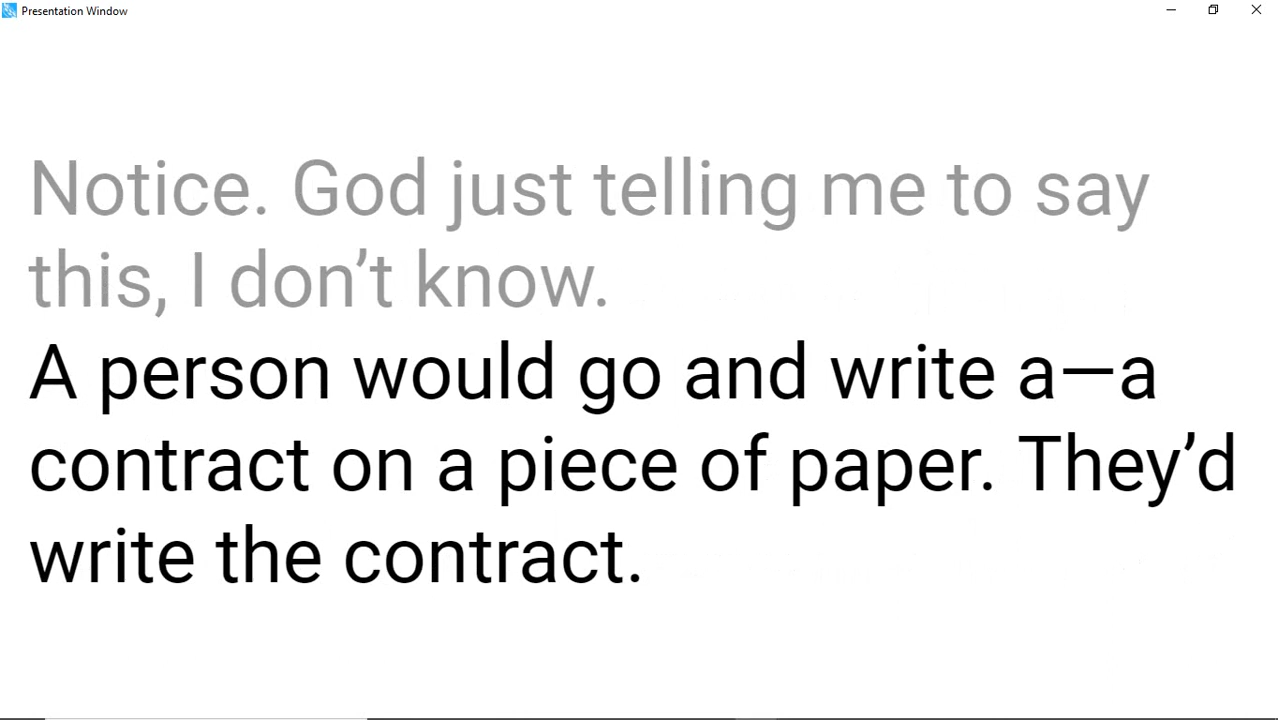 Presentation Window
Notice. God just telling me to say
this, I don’t know.
A person would go and write a—a
contract on a piece of paper. They’d
write the contract.